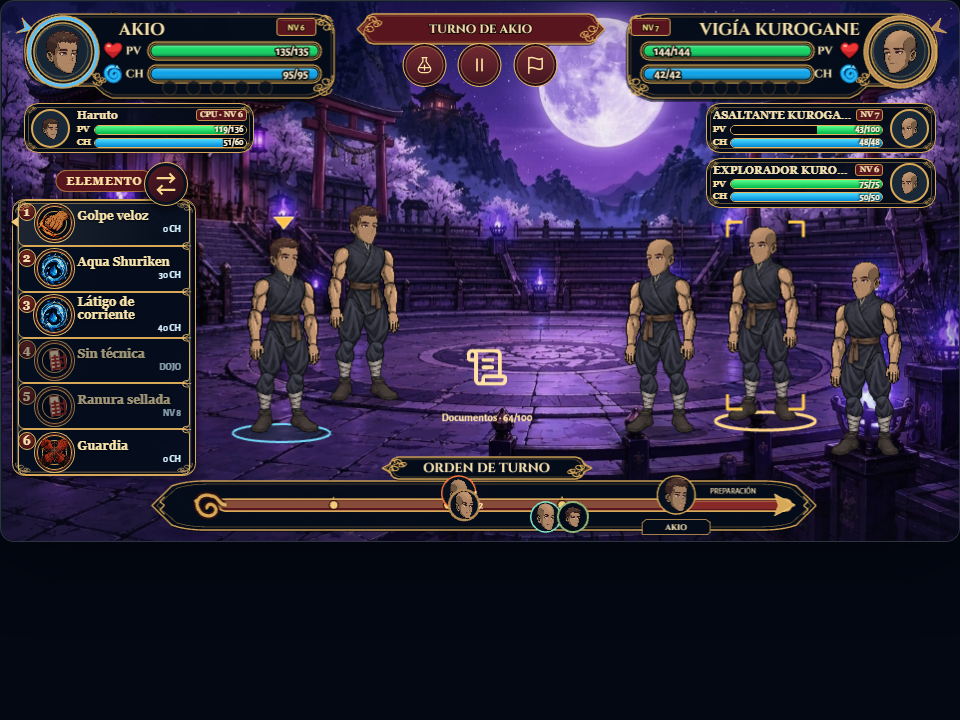 AKIO
NV 6
PV
135/135
CH
95/95
TURNO DE AKIO
NV 7
VIGÍA KUROGANE
144/144
PV
42/42
CH
Haruto
CPU · NV 6
PV
119/136
CH
51/60
ASALTANTE KUROGA...
NV 7
PV
43/100
CH
48/48
EXPLORADOR KURO...
NV 6
PV
75/75
CH
50/50
ELEMENTO
1
Golpe veloz
0 CH
2
Aqua Shuriken
30 CH
3
Látigo de
corriente
40 CH
4
Sin técnica
DOJO
5
Ranura sellada
NV 8
6
Guardia
0 CH
Documentos · 64/100
ORDEN DE TURNO
PREPARACIÓN
AKIO